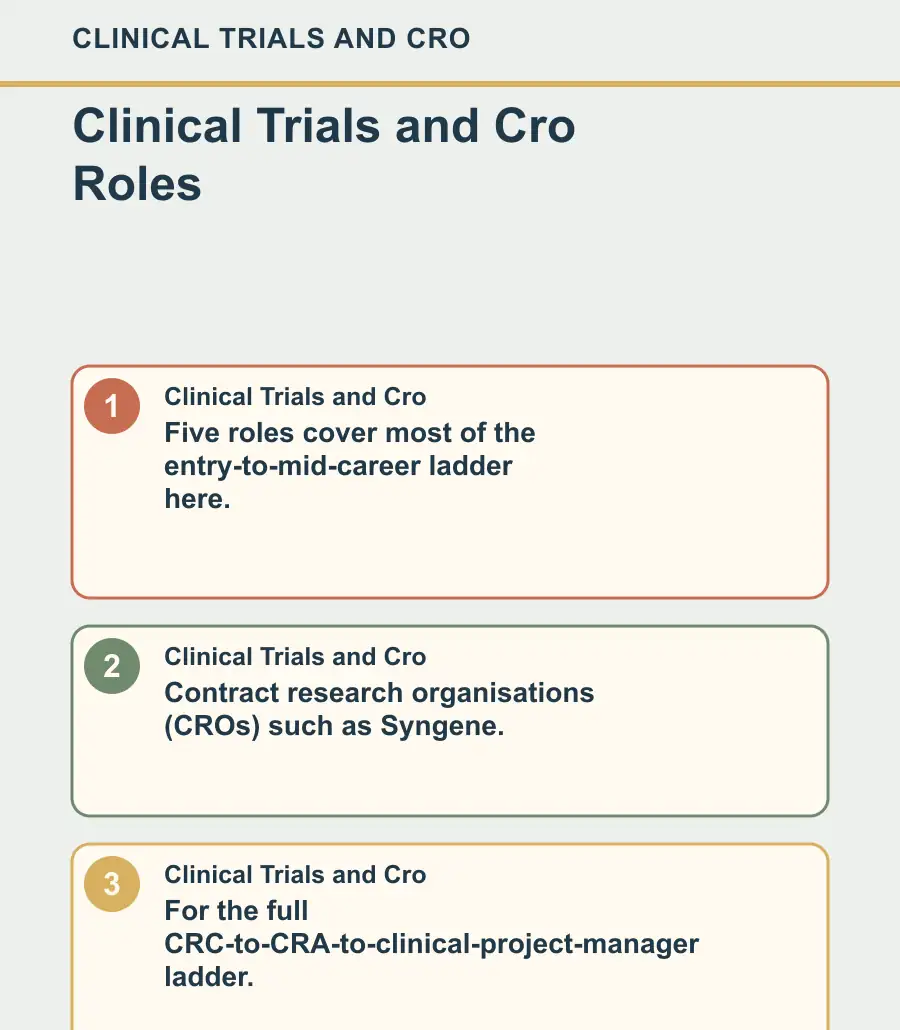 CLINICAL TRIALS AND CRO
Clinical Trials and Cro
Roles
1
Clinical Trials and Cro
Five roles cover most of the
entry-to-mid-career ladder
here.
2
Clinical Trials and Cro
Contract research organisations
(CROs) such as Syngene.
3
Clinical Trials and Cro
For the full
CRC-to-CRA-to-clinical-project-manager
ladder.